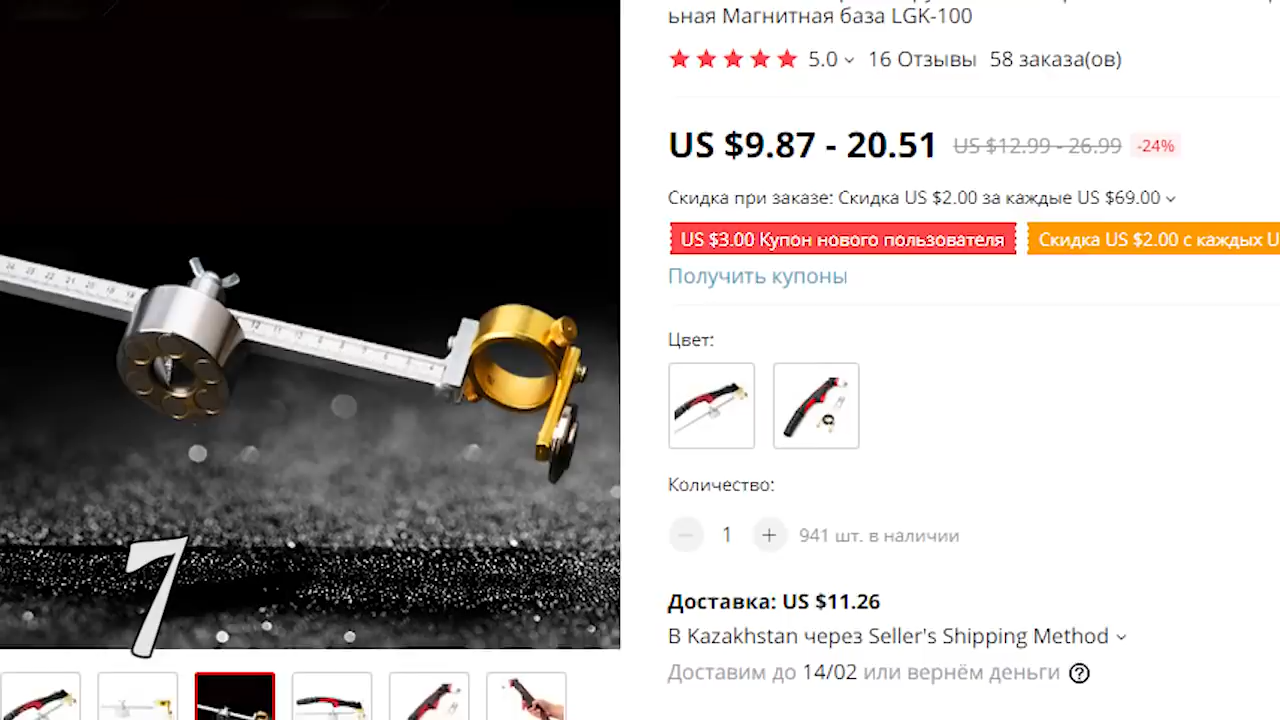 ьная Магнитная база LGK-100
5.0 16 Отзывы 58 заказа(ов)
US $9.87 - 20.51 US $12.99 - 26.99 -24%
Скидка при заказе: Скидка US $2.00 за каждые US $69.00
US $3.00 Купон нового пользователя Скидка US $2.00 с каждых U
Получить купоны
Цвет:
Количество:
1 941 шт. в наличии
7
Доставка: US $11.26
В Kazakhstan через Seller's Shipping Method
Доставим до 14/02 или вернём деньги ?